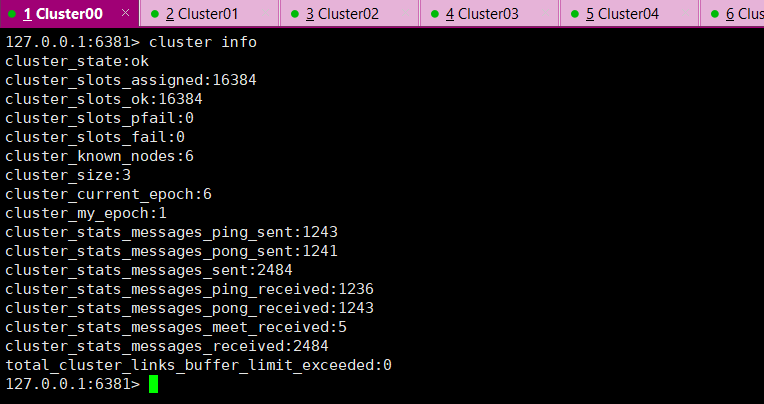 1 Cluster00 × 2 Cluster01 3 Cluster02 4 Cluster03 5 Cluster04 6 Clus
127.0.0.1:6381> cluster info
cluster_state:ok
cluster_slots_assigned:16384
cluster_slots_ok:16384
cluster_slots_pfail:0
cluster_slots_fail:0
cluster_known_nodes:6
cluster_size:3
cluster_current_epoch:6
cluster_my_epoch:1
cluster_stats_messages_ping_sent:1243
cluster_stats_messages_pong_sent:1241
cluster_stats_messages_sent:2484
cluster_stats_messages_ping_received:1236
cluster_stats_messages_pong_received:1243
cluster_stats_messages_meet_received:5
cluster_stats_messages_received:2484
total_cluster_links_buffer_limit_exceeded:0
127.0.0.1:6381>